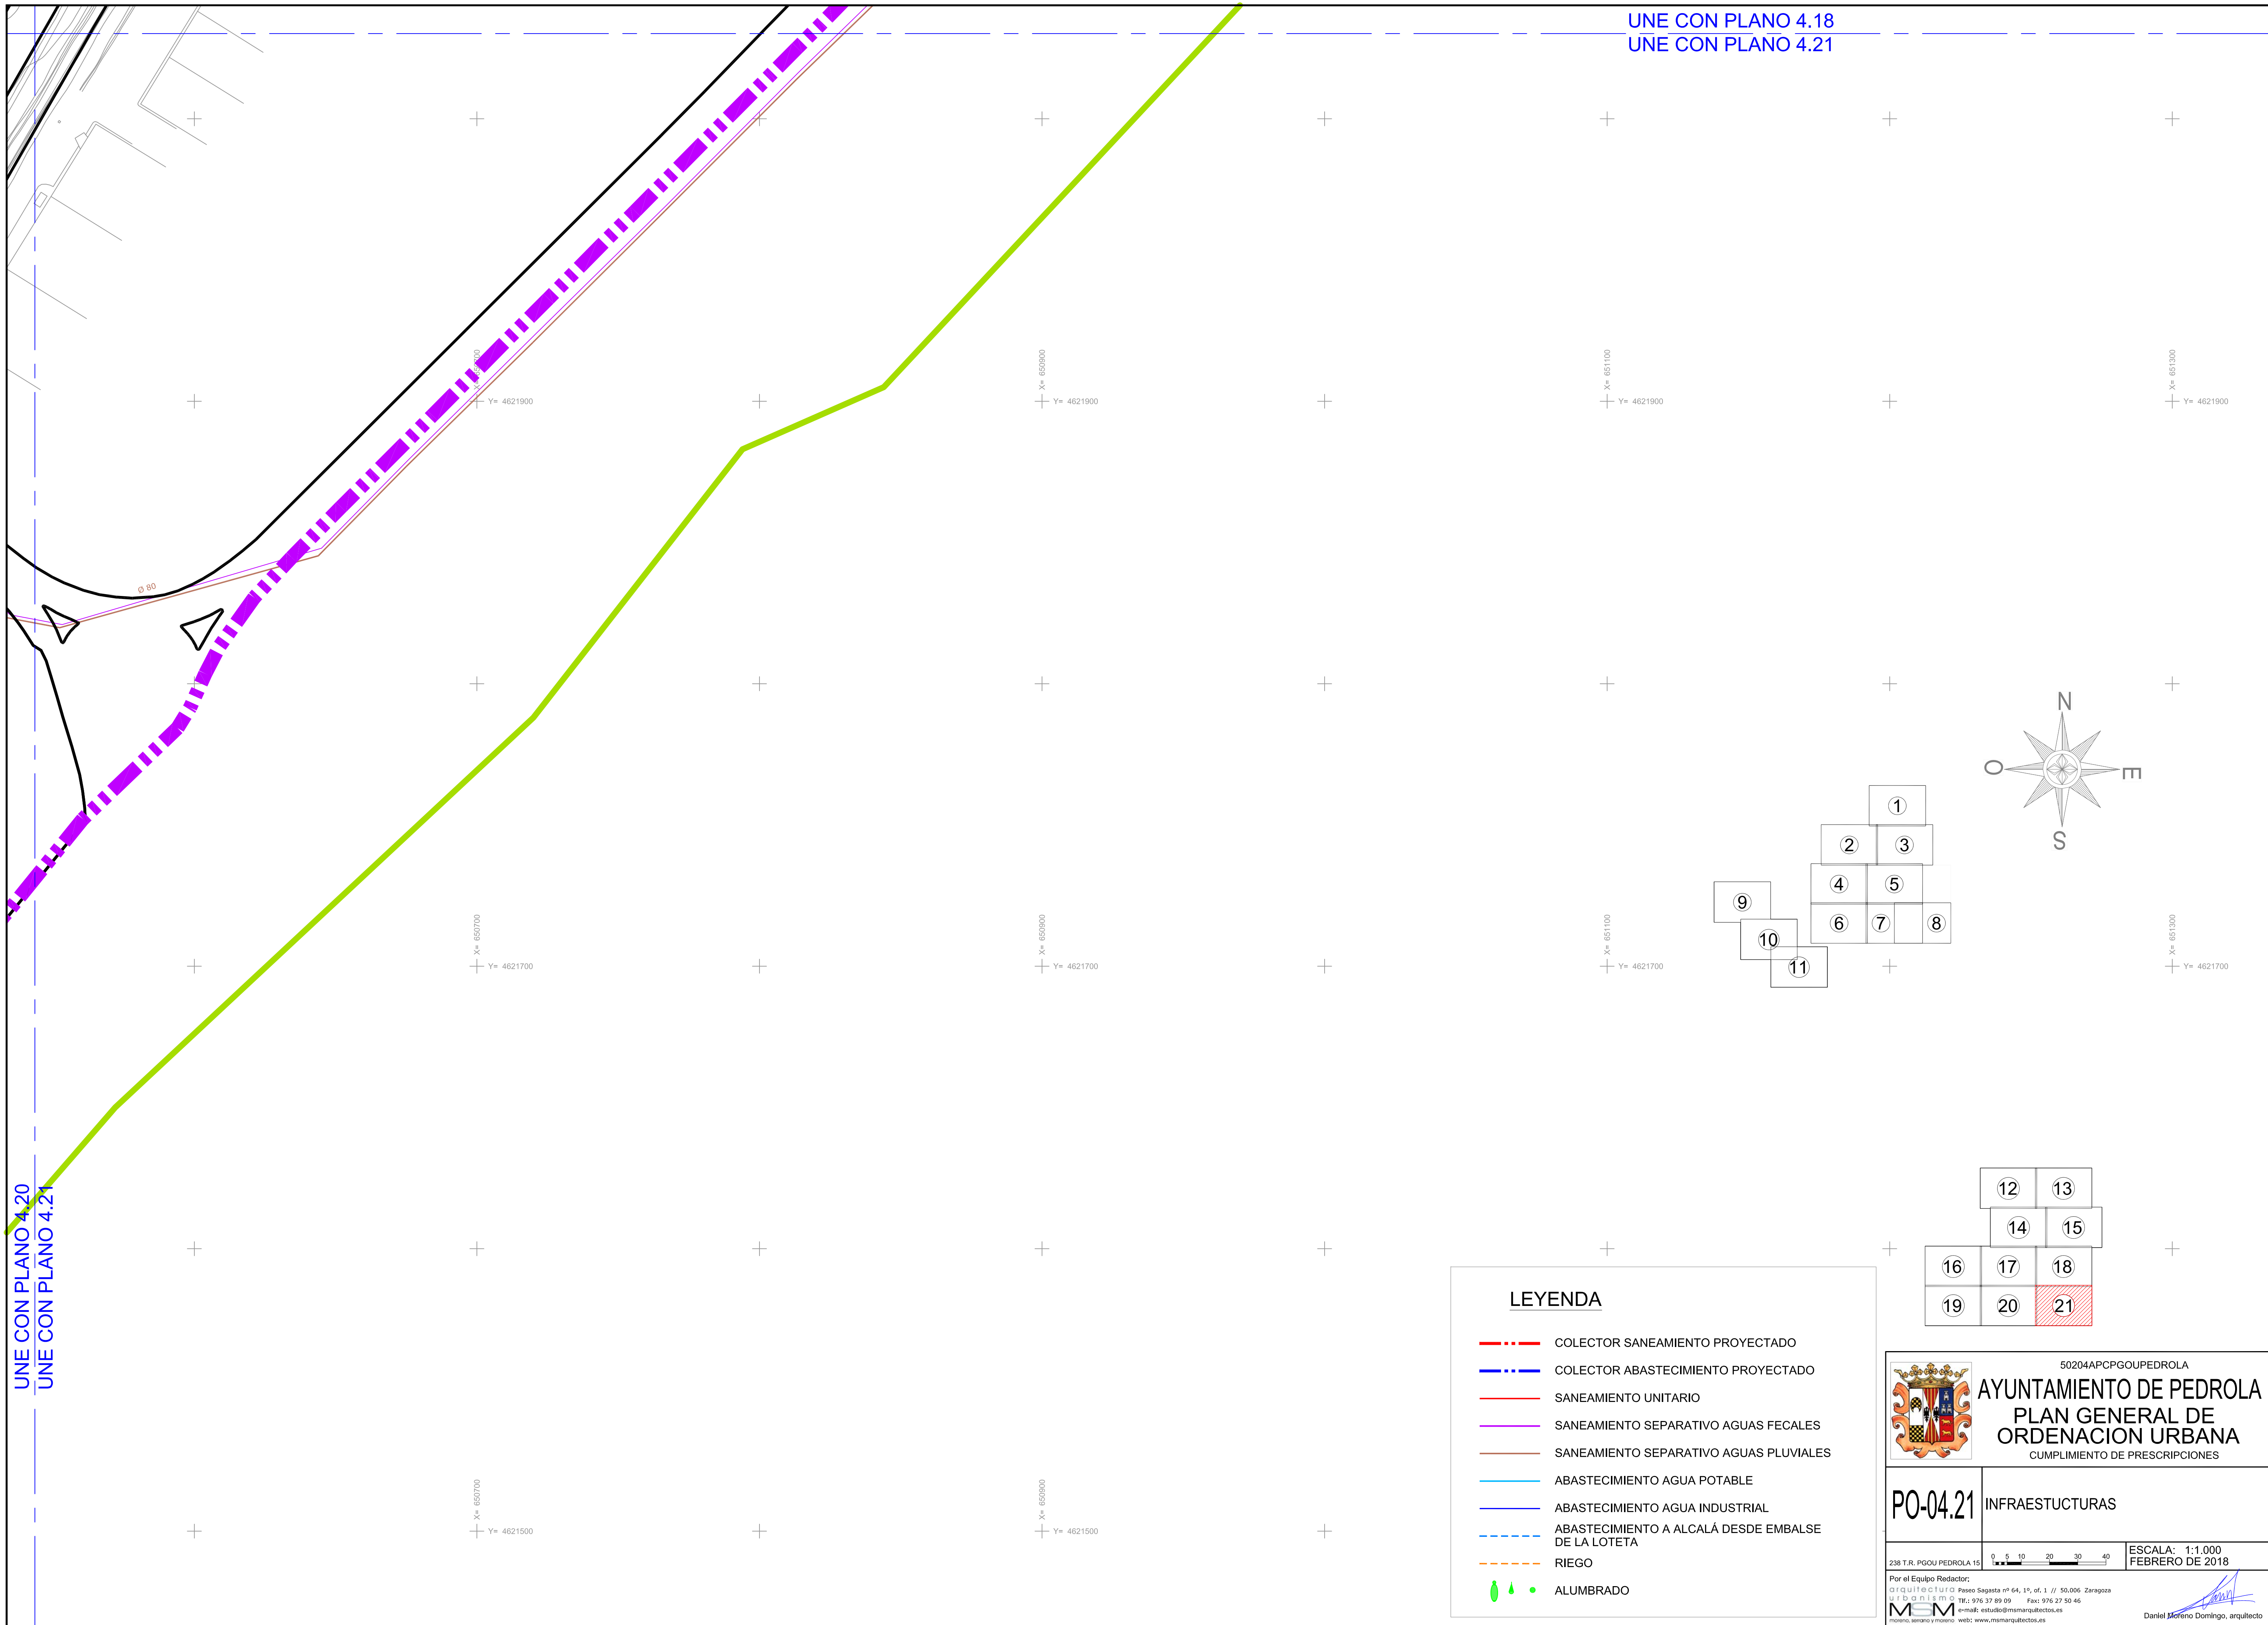 UNE CON PLANO 4.18
UNE CON PLANO 4.21
X= 650900
X= 651100
X= 651300
Y= 4621900
Y= 4621900
Y= 4621900
Y= 4621900
Ø 80
N
O
E
S
1
2
3
4
5
9
6
7
8
10
11
X= 650700
X= 650900
X= 651100
X= 651300
Y= 4621700
Y= 4621700
Y= 4621700
Y= 4621700
12
13
14
15
16
17
18
19
20
21
UNE CON PLANO 4.20
UNE CON PLANO 4.21
X= 650700
X= 650900
Y= 4621500
Y= 4621500
LEYENDA
COLECTOR SANEAMIENTO PROYECTADO
COLECTOR ABASTECIMIENTO PROYECTADO
SANEAMIENTO UNITARIO
SANEAMIENTO SEPARATIVO AGUAS FECALES
SANEAMIENTO SEPARATIVO AGUAS PLUVIALES
ABASTECIMIENTO AGUA POTABLE
ABASTECIMIENTO AGUA INDUSTRIAL
ABASTECIMIENTO A ALCALÁ DESDE EMBALSE
DE LA LOTETA
RIEGO
ALUMBRADO
50204APCPGOUPEDROLA
AYUNTAMIENTO DE PEDROLA
PLAN GENERAL DE
ORDENACION URBANA
CUMPLIMIENTO DE PRESCRIPCIONES
PO-04.21
INFRAESTUCTURAS
238 T.R. PGOU PEDROLA 15
0 5 10 20 30 40
ESCALA: 1:1.000
FEBRERO DE 2018
Por el Equipo Redactor:
arquitectura
urbanismo
MSM
moreno, serrano y moreno
Paseo Sagasta nº 64, 1º, of. 1 // 50.006 Zaragoza
Tlf.: 976 37 89 09 Fax: 976 27 50 46
e-mail: estudio@msmarquitectos.es
web: www.msmarquitectos.es
Daniel Moreno Domingo, arquitecto